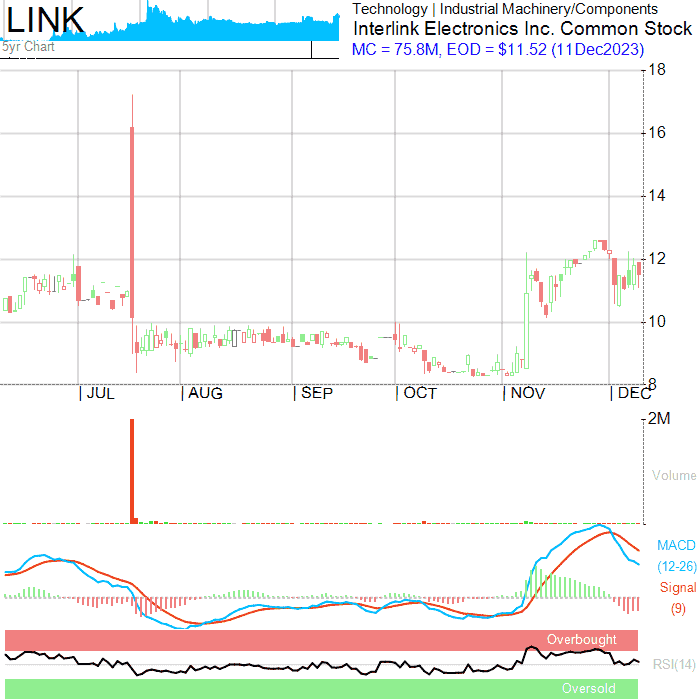 LINK
5yr Chart
Technology | Industrial Machinery/Components
Interlink Electronics Inc. Common Stock
MC = 75.8M, EOD = $11.52 (11Dec2023)
18
16
14
12
10
8
| JUL | AUG | SEP | OCT | NOV | DEC
2M
Volume
MACD
(12-26)
Signal
(9)
Overbought
RSI(14)
Oversold